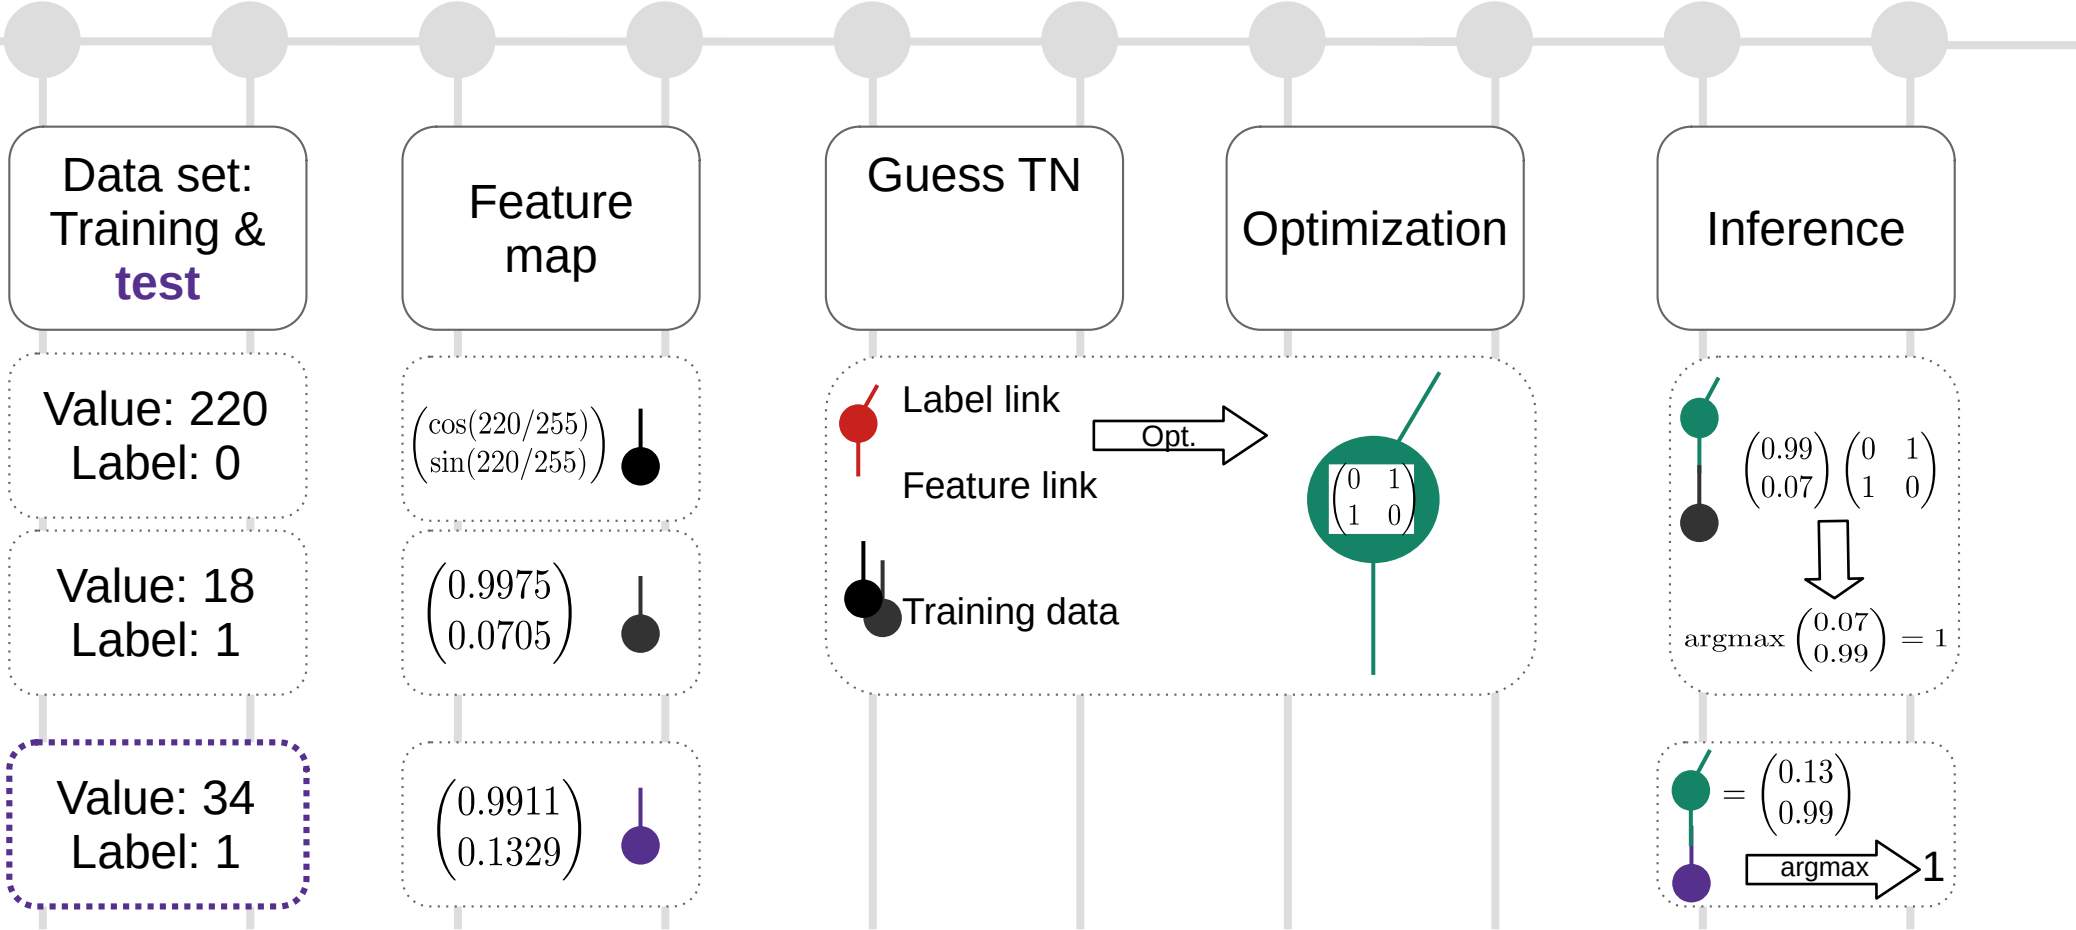 Data set:
Training &
test
Feature
map
Guess TN
Optimization
Inference
Value: 220
Label: 0
cos(220/255)
sin(220/255)
Value: 18
Label: 1
0.9975
0.0705
Value: 34
Label: 1
0.9911
0.1329
Label link
Feature link
Training data
Opt.
0 1
1 0
0.99 0 1
0.07 1 0
argmax (0.07 0.99) = 1
= (0.13 0.99)
argmax 1